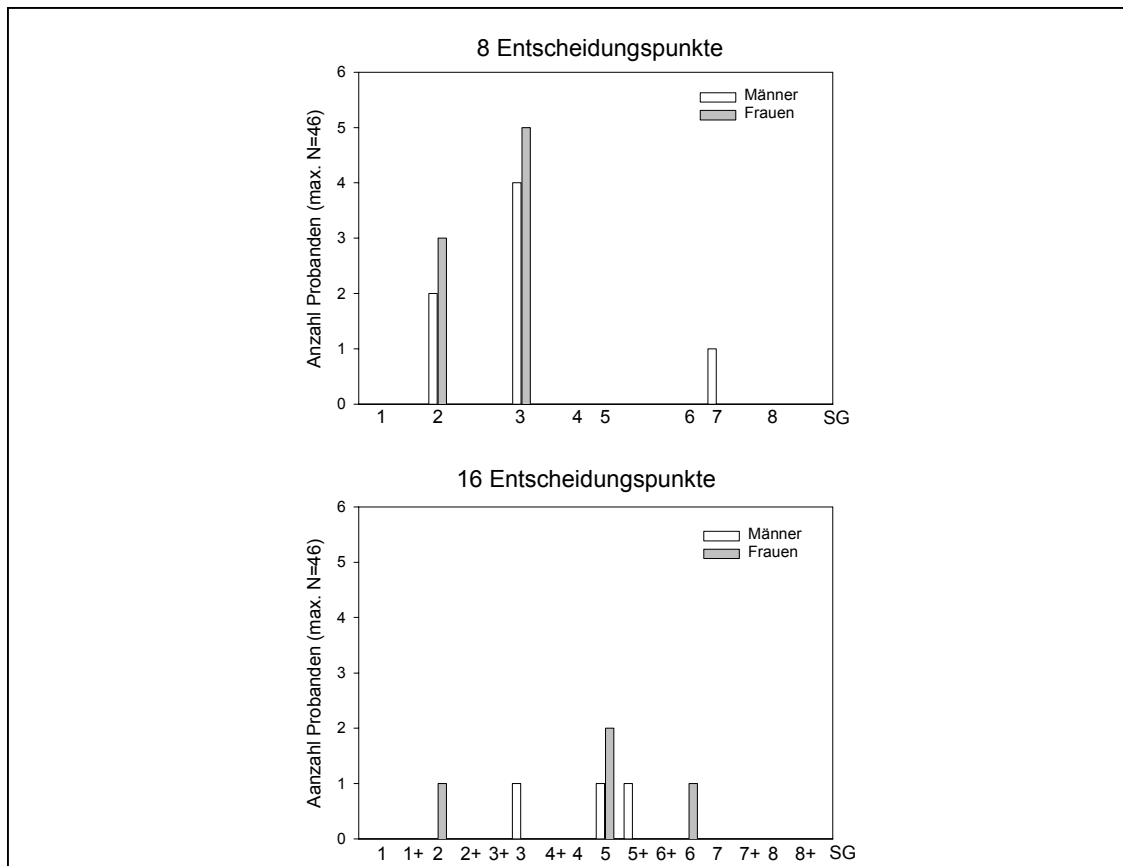 8 Entscheidungspunkte
Anzahl Probanden (max. N=46)
6
5
4
3
2
1
0
Männer
Frauen
1 2 3 4 5 6 7 8 SG
16 Entscheidungspunkte
Aanzahl Probanden (max. N=46)
6
5
4
3
2
1
0
Männer
Frauen
1 1+ 2 2+ 3+ 3 4+ 4 5 5+ 6+ 6 7 7+ 8 8+ SG